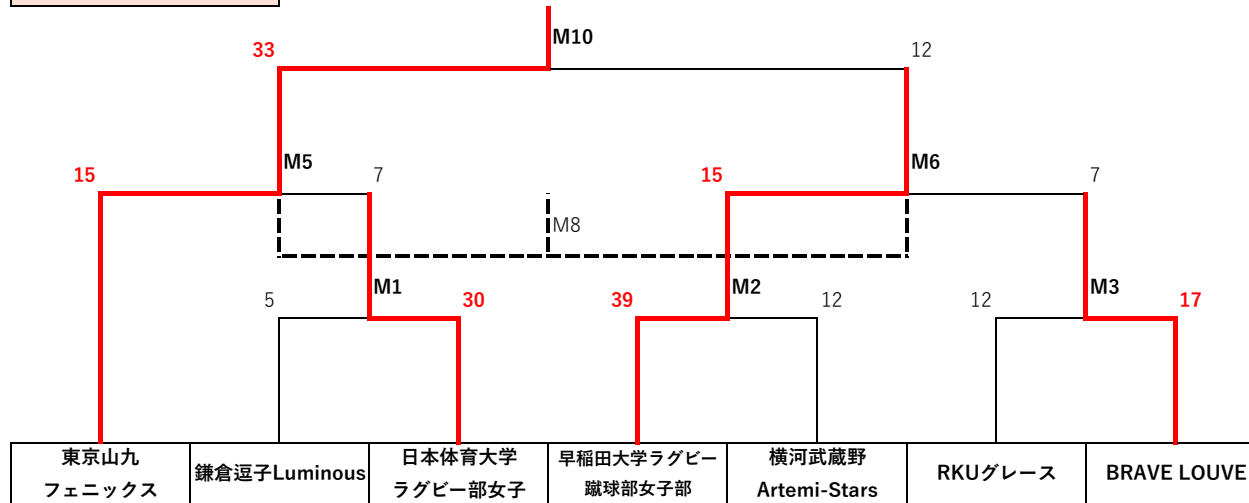 M10
33
12
M5
M6
15
7
15
7
M8
M1
M2
M3
5
30
39
12
12
17
東京山九
フェニックス
鎌倉逗子Luminous
日本体育大学
ラグビー部女子
早稲田大学ラグビー
蹴球部女子部
横河武蔵野
Artemi-Stars
RKUグレース
BRAVE LOUVE